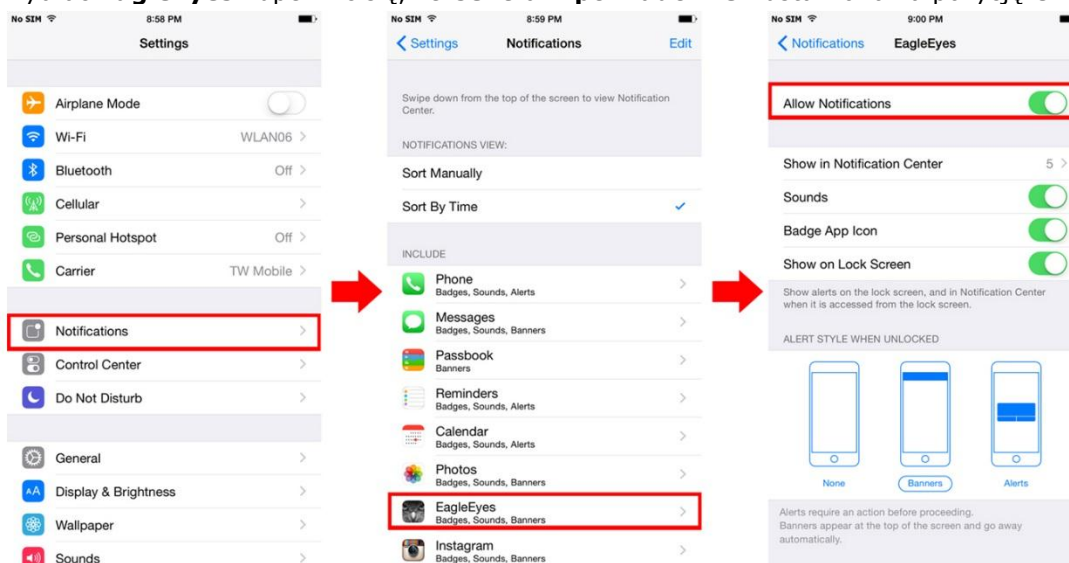 No SIM 8:58 PM
Settings
Airplane Mode
Wi-Fi WLAN06
Bluetooth Off
Cellular
Personal Hotspot Off
Carrier TW Mobile
Notifications
Control Center
Do Not Disturb
General
AA Display & Brightness
Wallpaper
Sounds
No SIM 8:59 PM
Settings Notifications Edit
Swipe down from the top of the screen to view Notification
Center.
NOTIFICATIONS VIEW:
Sort Manually
Sort By Time
INCLUDE
Phone
Badges, Sounds, Alerts
Messages
Badges, Sounds, Banners
Passbook
Banners
Reminders
Badges, Sounds, Alerts
Calendar
Badges, Sounds, Alerts
Photos
Badges, Sounds, Banners
EagleEyes
Badges, Sounds, Banners
Instagram
Badges, Sounds, Banners
No SIM 9:00 PM
Notifications EagleEyes
Allow Notifications
Show in Notification Center 5
Sounds
Badge App Icon
Show on Lock Screen
Show alerts on the lock screen, and in Notification Center
when it is accessed from the lock screen.
ALERT STYLE WHEN UNLOCKED
None Banners Alerts
Alerts require an action before proceeding.
Banners appear at the top of the screen and go away
automatically.